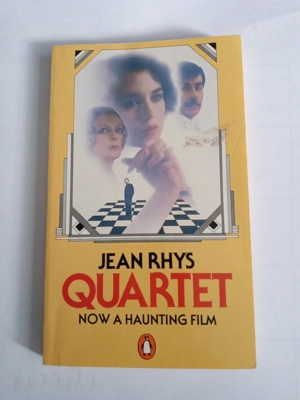 JEAN RHYS
QUARTET
NOW A HAUNTING FILM